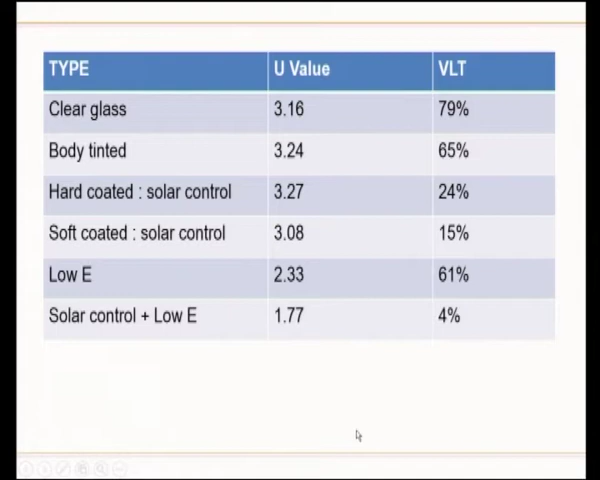 TYPE U Value VLT
Clear glass 3.16 79%
Body tinted 3.24 65%
Hard coated : solar control 3.27 24%
Soft coated : solar control 3.08 15%
Low E 2.33 61%
Solar control + Low E 1.77 4%